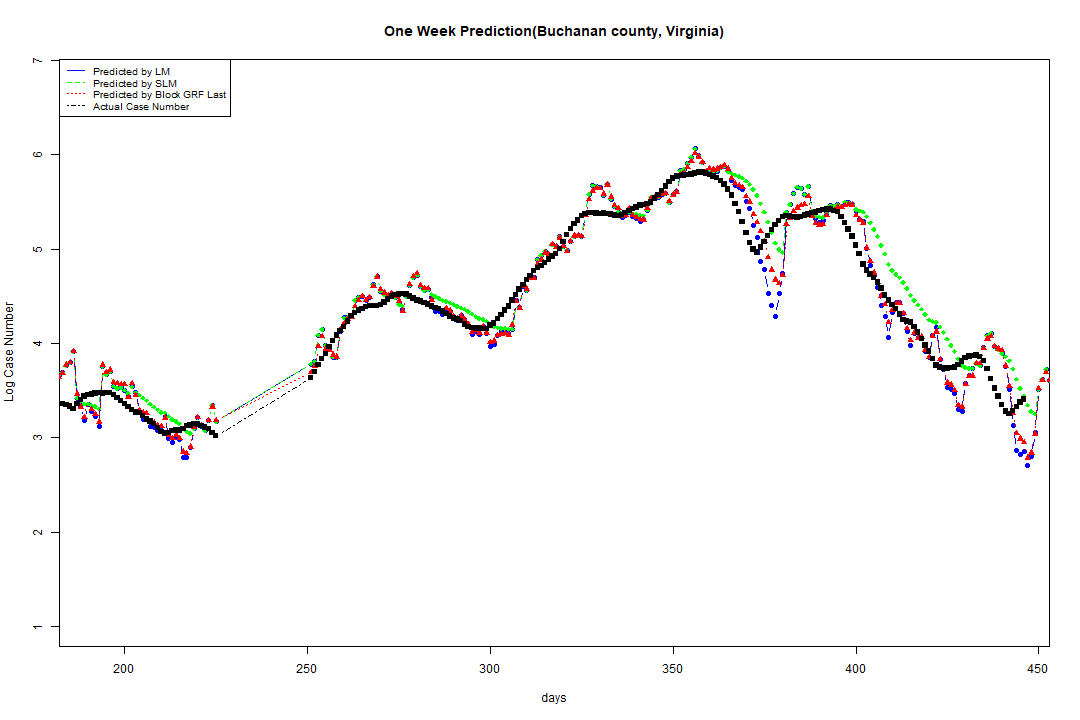 One Week Prediction(Buchanan county, Virginia)
Predicted by LM
Predicted by SLM
Predicted by Block GRF Last
Actual Case Number
Log Case Number
7
6
5
4
3
2
1
200 250 300 350 400 450
days